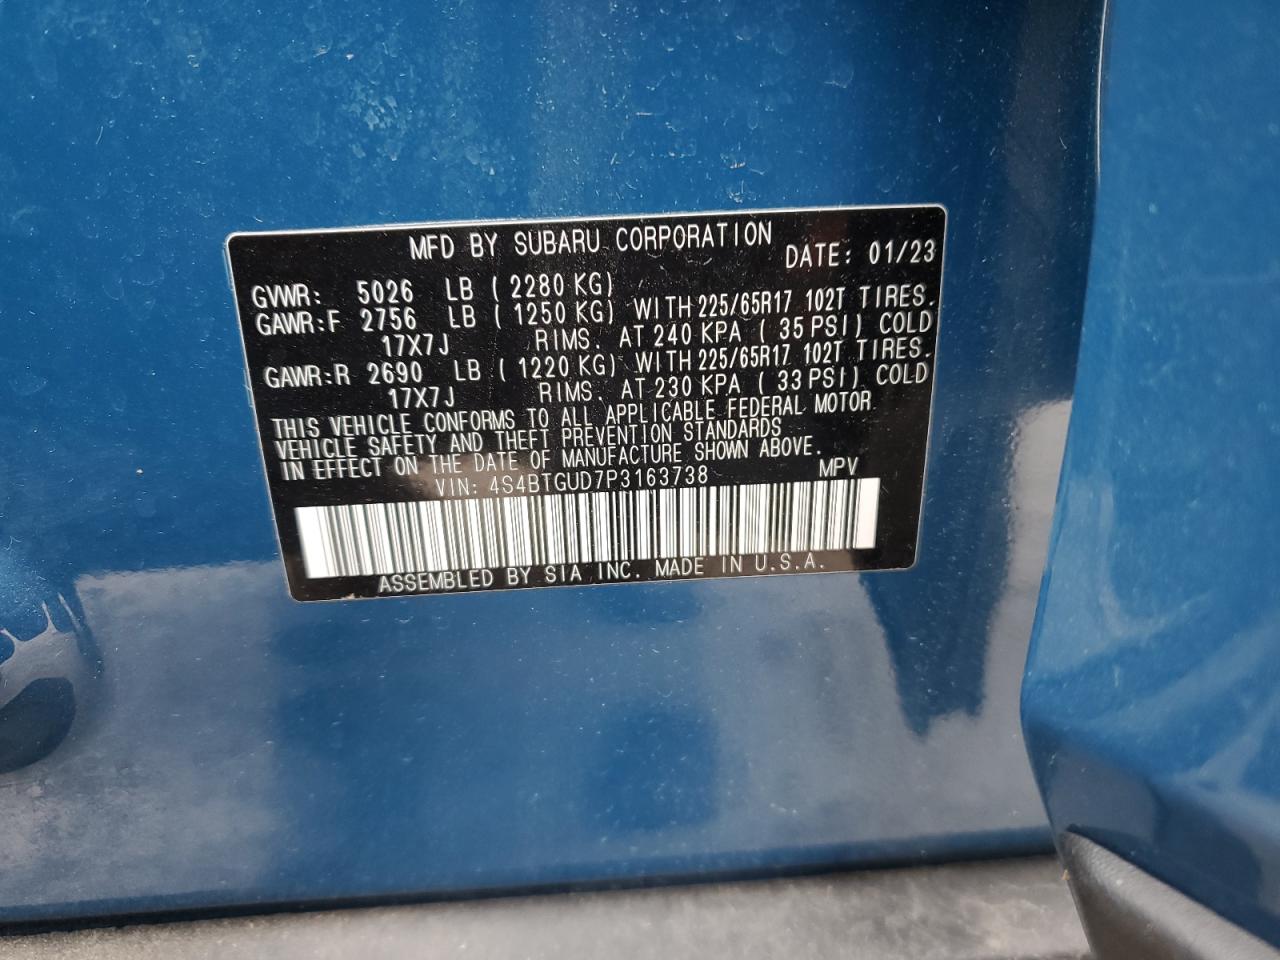 MFD BY SUBARU CORPORATION DATE: 01/23
GVWR: 5026 LB ( 2280 KG)
GAWR:F 2756 LB ( 1250 KG) WITH 225/65R17 102T TIRES.
17X7J RIMS. AT 240 KPA ( 35 PSI) COLD
GAWR:R 2690 LB ( 1220 KG) WITH 225/65R17 102T TIRES.
17X7J RIMS. AT 230 KPA ( 33 PSI) COLD
THIS VEHICLE CONFORMS TO ALL APPLICABLE FEDERAL MOTOR
VEHICLE SAFETY AND THEFT PREVENTION STANDARDS
IN EFFECT ON THE DATE OF MANUFACTURE SHOWN ABOVE.
VIN: 4S4BTGUD7P3163738 MPV
ASSEMBLED BY SIA INC. MADE IN U.S.A.